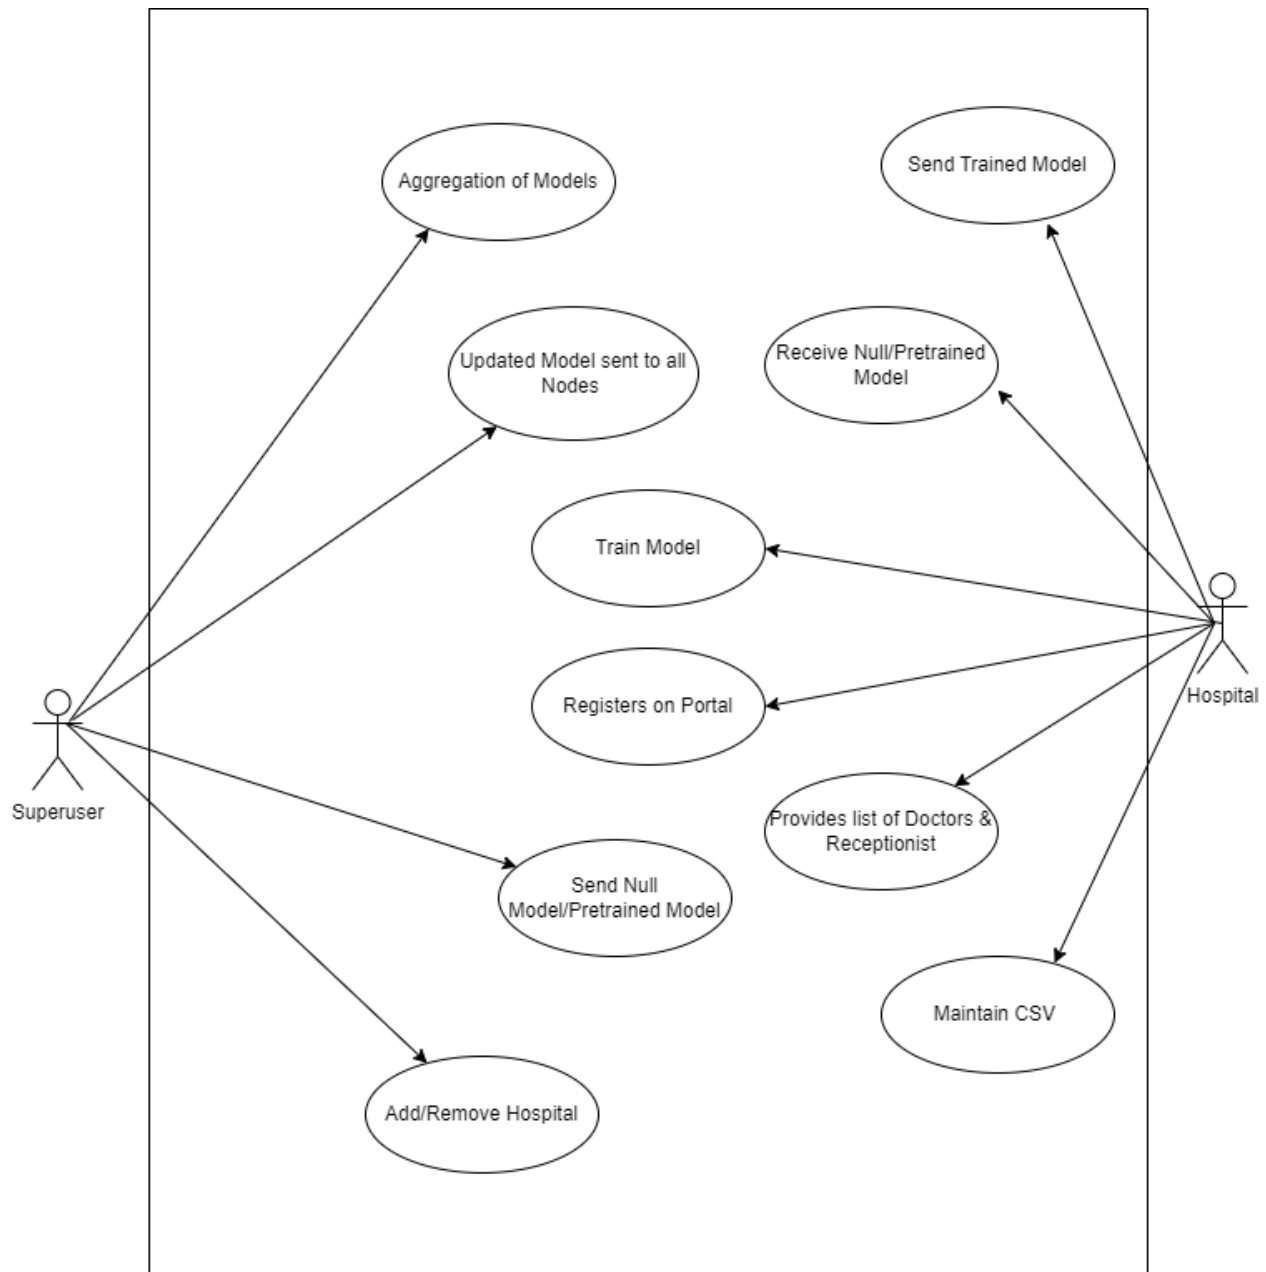 Aggregation of Models
Send Trained Model
Updated Model sent to all
Nodes
Receive Null/Pretrained
Model
Train Model
Registers on Portal
Hospital
Superuser
Provides list of Doctors &
Receptionist
Send Null
Model/Pretrained Model
Maintain CSV
Add/Remove Hospital